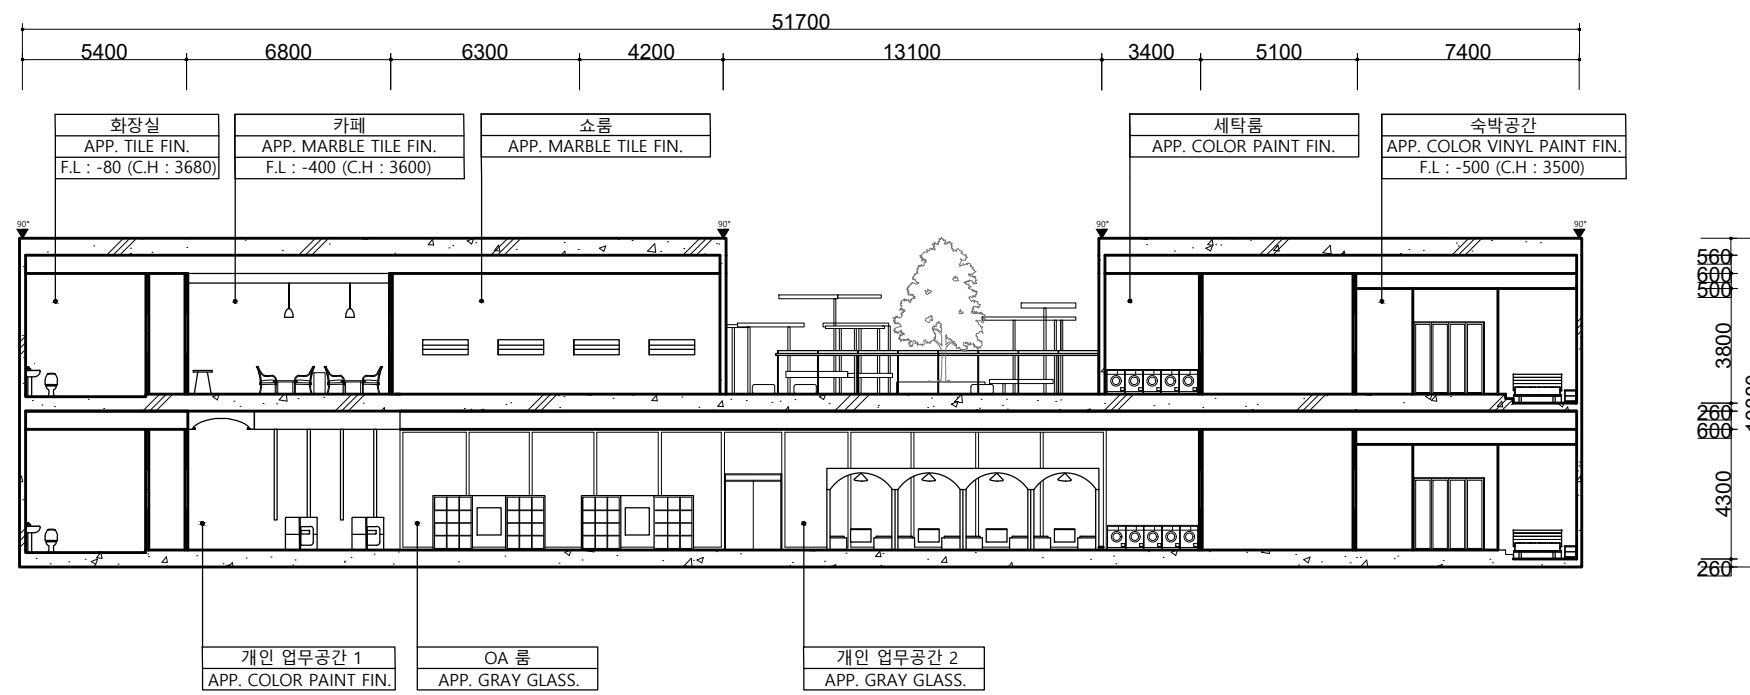 51700
5400 6800 6300 4200 13100 3400 5100 7400
화장실
APP. TILE FIN.
F.L : -80 (C.H : 3680)
카페
APP. MARBLE TILE FIN.
F.L : -400 (C.H : 3600)
쇼룸
APP. MARBLE TILE FIN.
세탁룸
APP. COLOR PAINT FIN.
숙박공간
APP. COLOR VINYL PAINT FIN.
F.L : -500 (C.H : 3500)
90° 90° 90° 90°
560
600
500
3800
260
600
4300
260
개인 업무공간 1
APP. COLOR PAINT FIN.
OA 룸
APP. GRAY GLASS.
개인 업무공간 2
APP. GRAY GLASS.